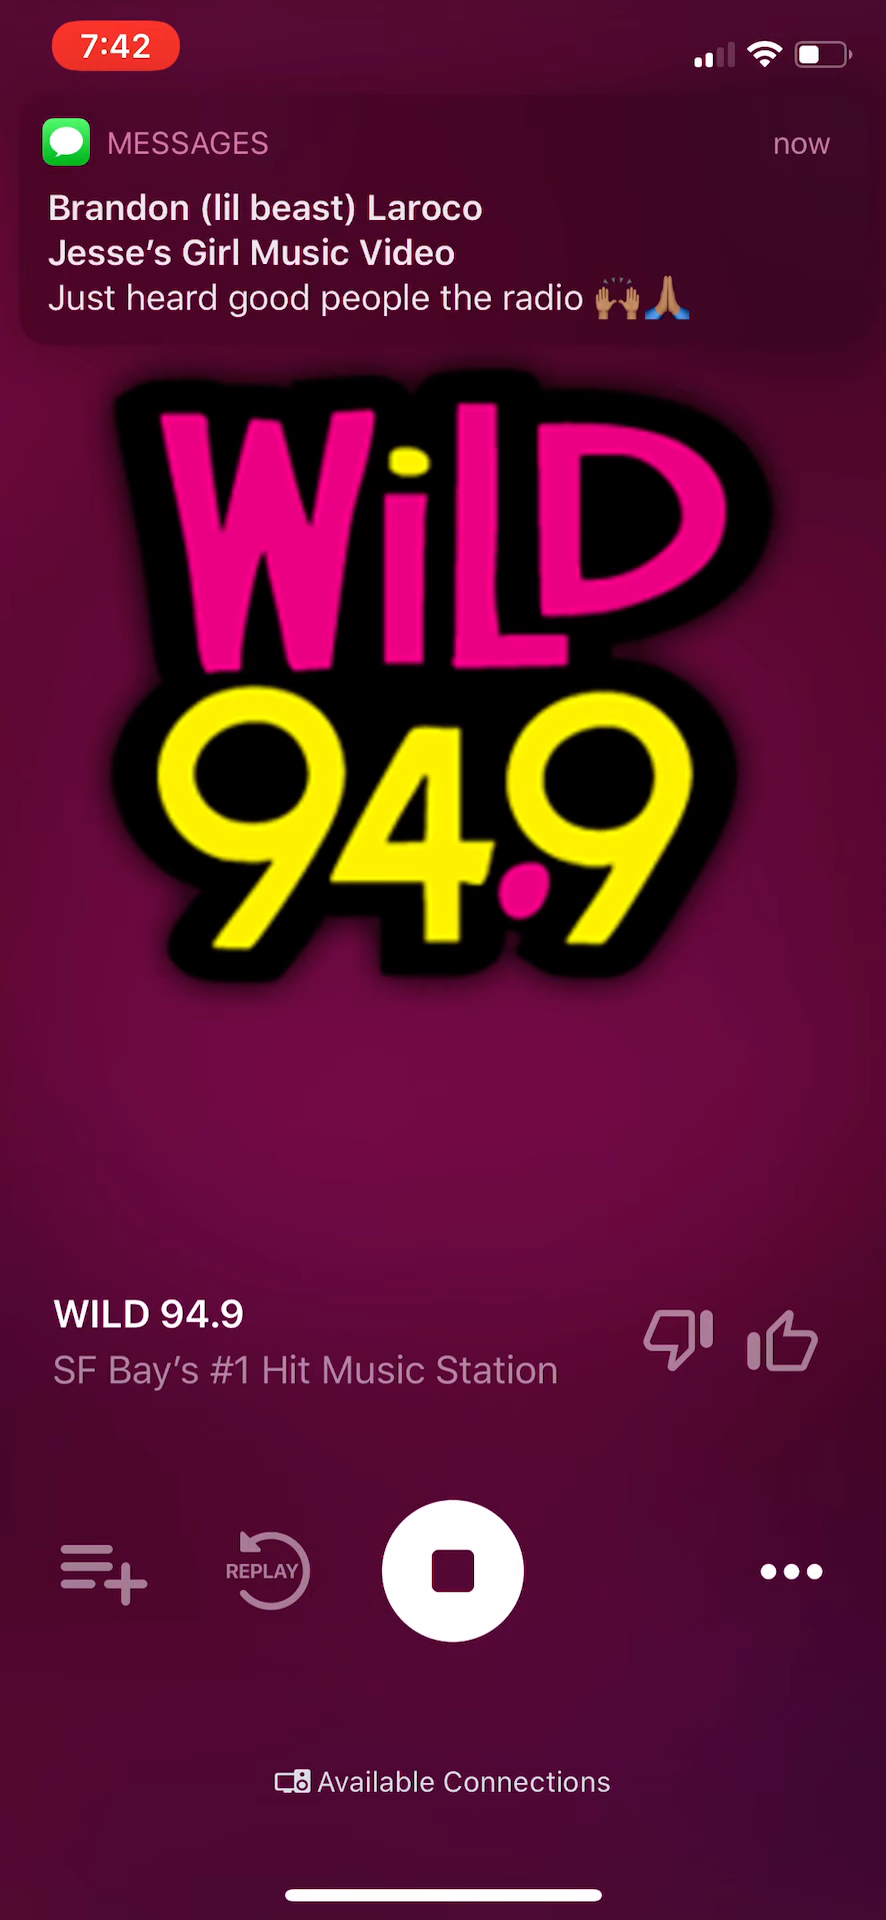 7:42
MESSAGES now
Brandon (lil beast) Laroco
Jesse’s Girl Music Video
Just heard good people the radio 🙌🏽🙏🏽
WiLD
94.9
WILD 94.9
SF Bay’s #1 Hit Music Station
REPLAY
Available Connections